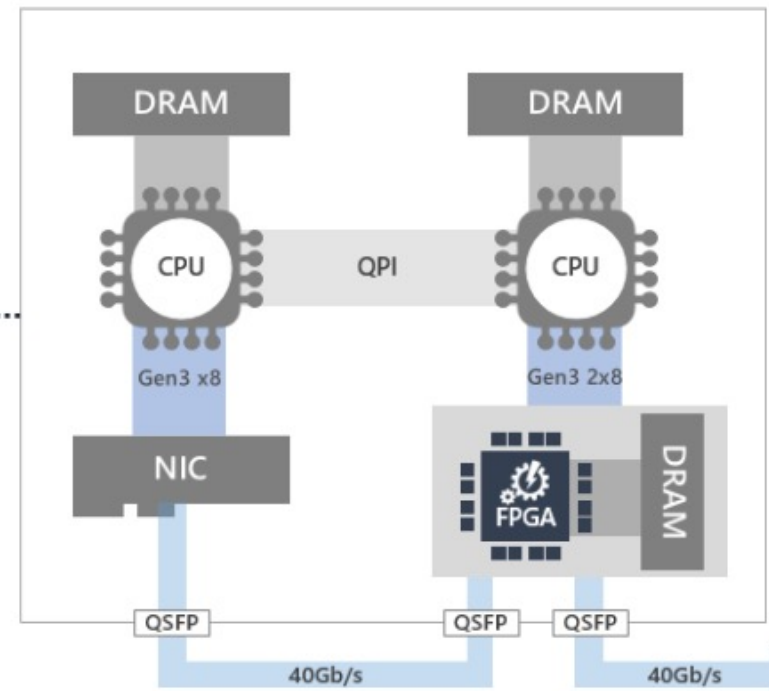 DRAM
DRAM
CPU
QPI
CPU
Gen3 x8
Gen3 2x8
NIC
FPGA
DRAM
QSFP
QSFP
QSFP
40Gb/s
40Gb/s